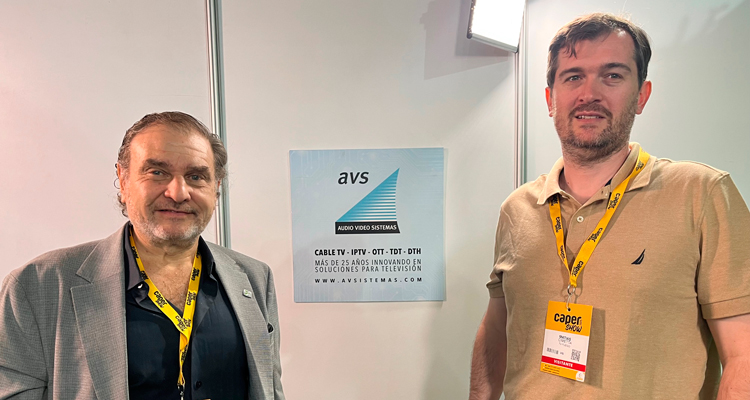 avs
AUDIO VIDEO SISTEMAS
CABLE TV - IPTV - OTT - TDT - DTH
MÁS DE 25 AÑOS INNOVANDO EN
SOLUCIONES PARA TELEVISIÓN
WWW.AVSISTEMAS.COM
caper
SHOW
VISITANTE